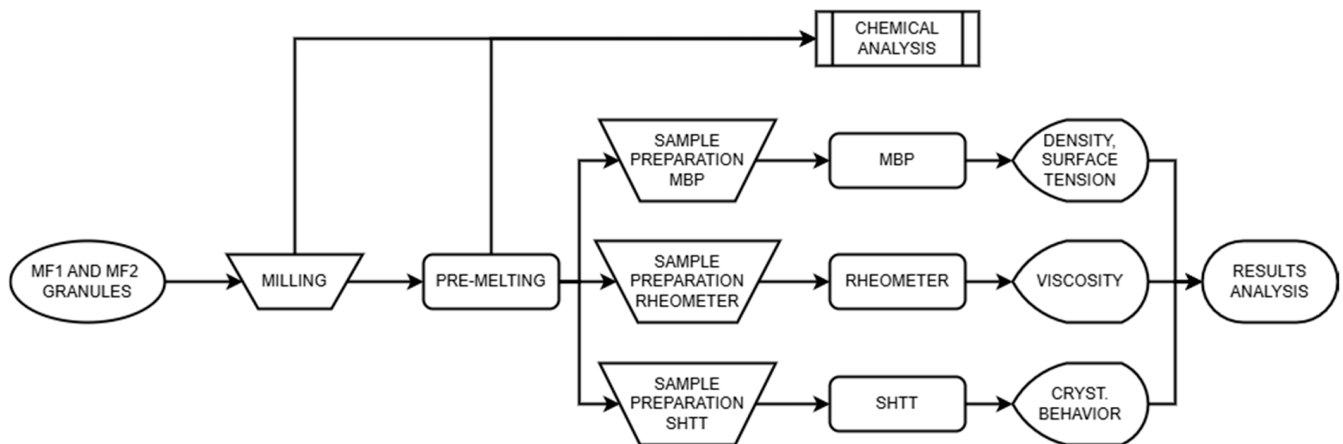 CHEMICAL
ANALYSIS
SAMPLE
PREPARATION
MBP
MBP
DENSITY,
SURFACE
TENSION
MF1 AND MF2
GRANULES
MILLING
PRE-MELTING
SAMPLE
PREPARATION
RHEOMETER
RHEOMETER
VISCOSITY
RESULTS
ANALYSIS
SAMPLE
PREPARATION
SHTT
SHTT
CRYST.
BEHAVIOR